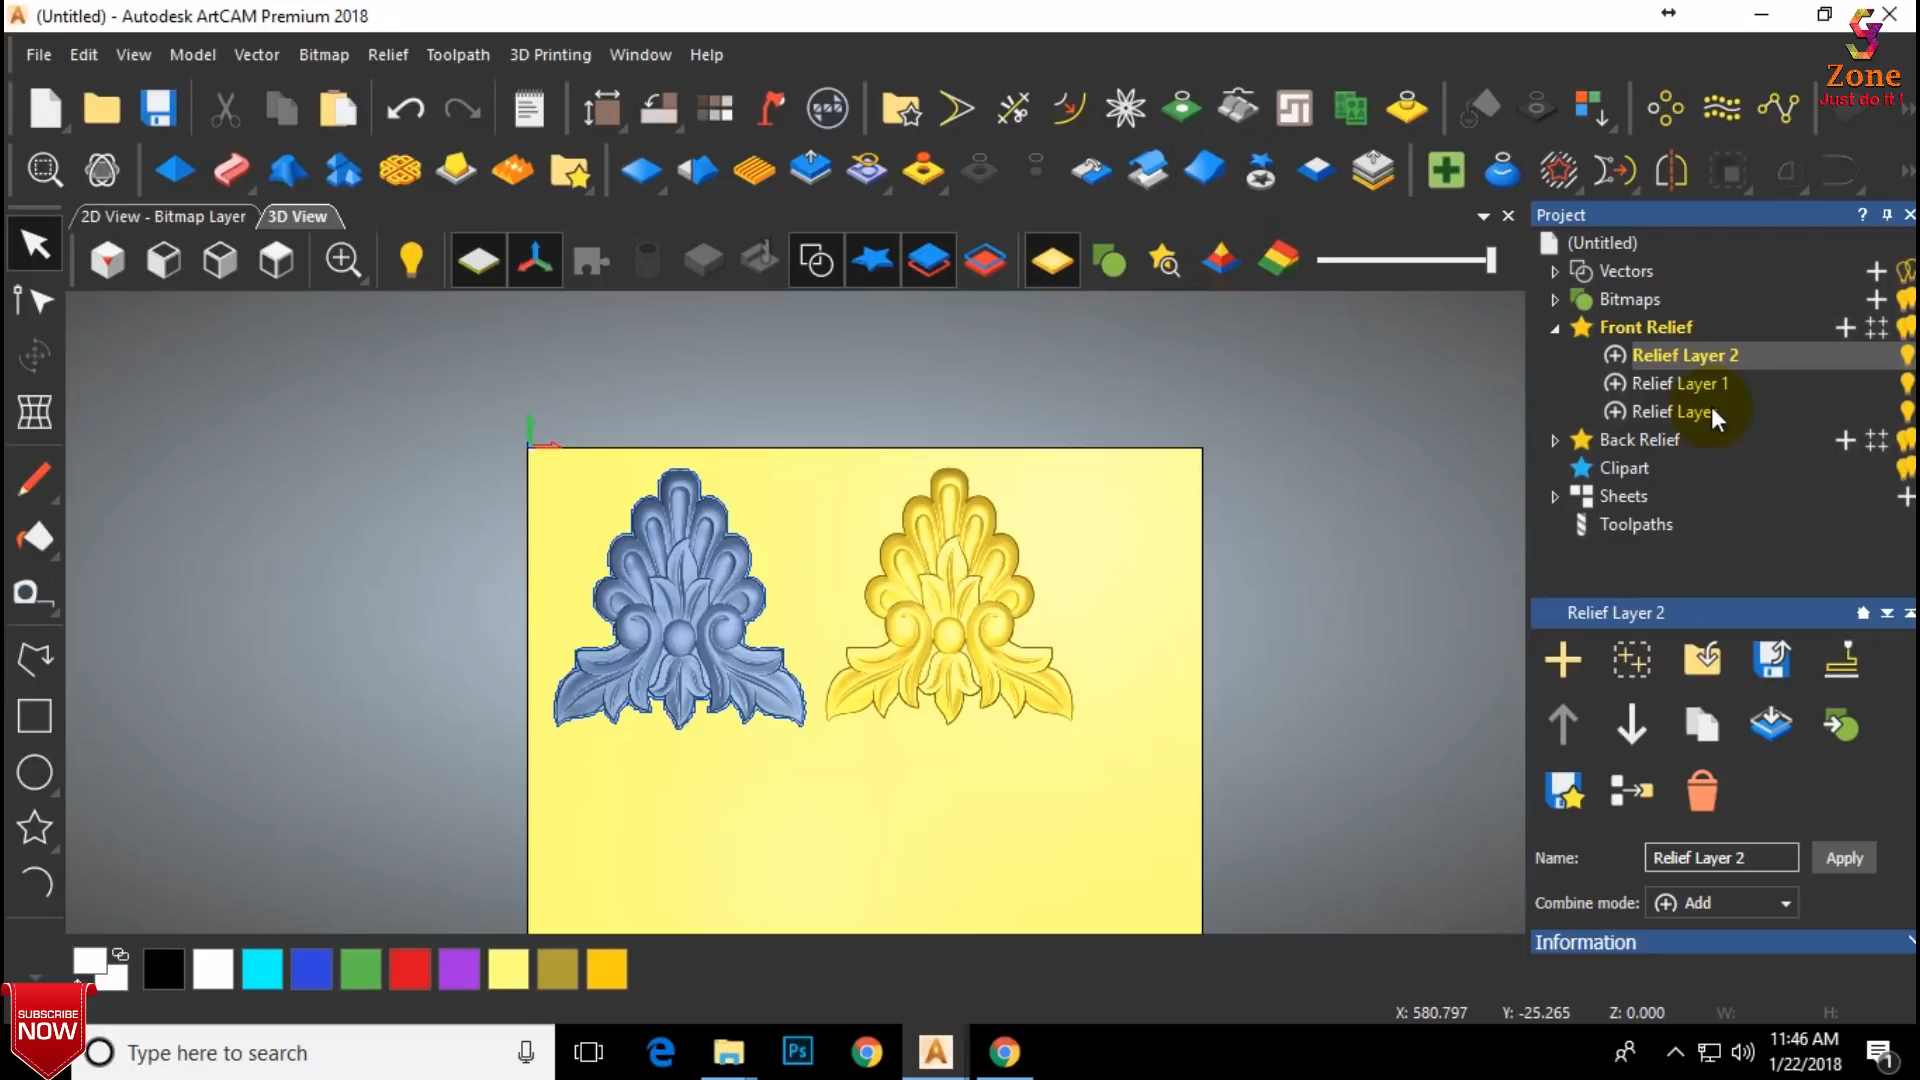 (Untitled) - Autodesk ArtCAM Premium 2018
Zone
Just do it !
File Edit View Model Vector Bitmap Relief Toolpath 3D Printing Window Help
2D View - Bitmap Layer 3D View
Project
(Untitled)
Vectors
Bitmaps
Front Relief
Relief Layer 2
Relief Layer 1
Relief Layer
Back Relief
Clipart
Sheets
Toolpaths
Relief Layer 2
Name: Relief Layer 2 Apply
Combine mode: Add
Information
X: 580.797 Y: -25.265 Z: 0.000 W: H:
SUBSCRIBE
NOW
Type here to search
Ps
11:46 AM
1/22/2018
1